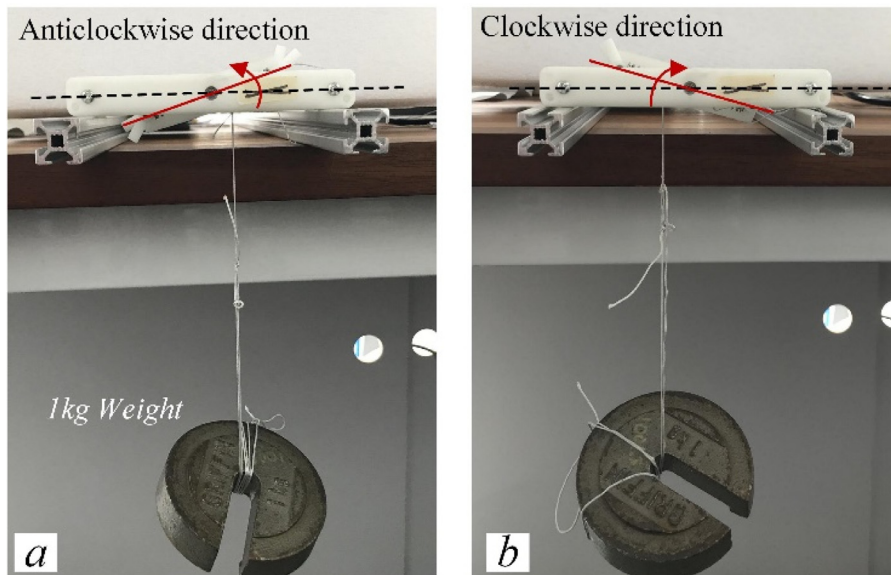 Anticlockwise direction
Clockwise direction
1kg Weight
a
b